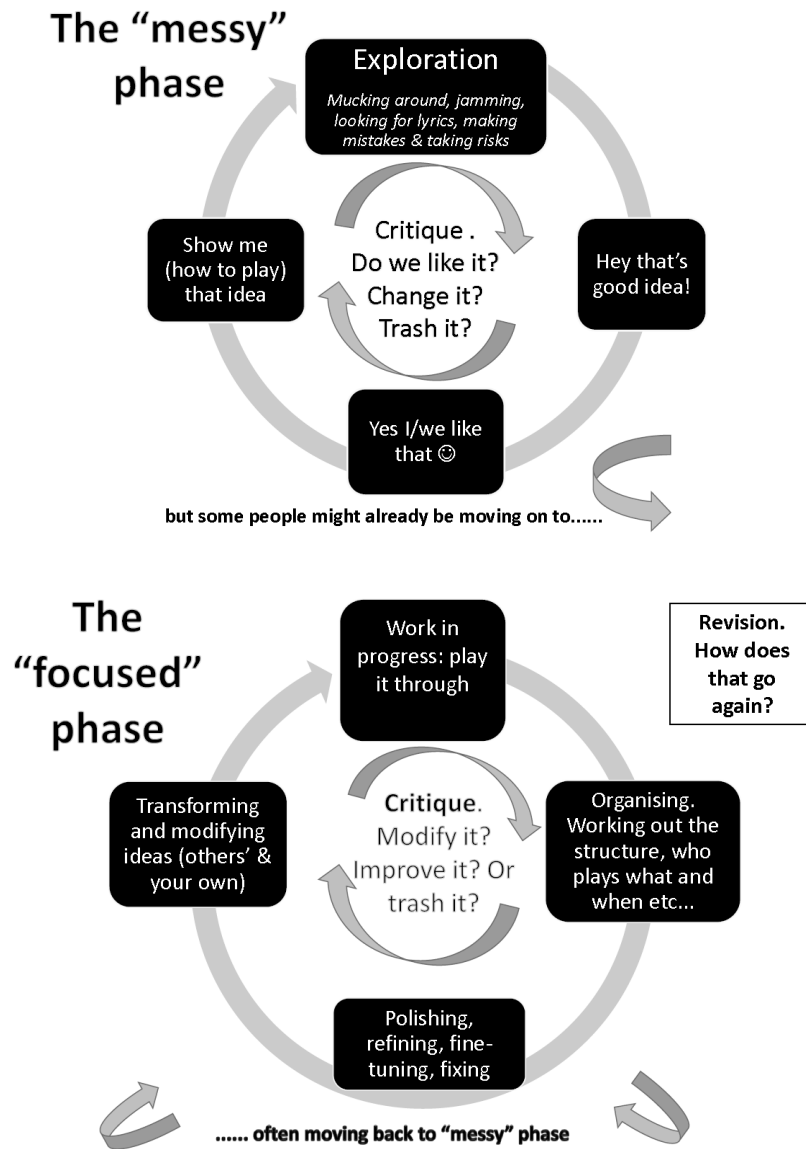 The “messy”
phase
Exploration
Mucking around, jamming,
looking for lyrics, making
mistakes & taking risks
Show me
(how to play)
that idea
Critique .
Do we like it?
Change it?
Trash it?
Hey that’s
good idea!
Yes I/we like
that ☺
but some people might already be moving on to......
The
“focused”
phase
Work in
progress: play
it through
Revision.
How does
that go
again?
Transforming
and modifying
ideas (others’ &
your own)
Critique.
Modify it?
Improve it? Or
trash it?
Organising.
Working out the
structure, who
plays what and
when etc...
Polishing,
refining, fine-
tuning, fixing
...... often moving back to “messy” phase